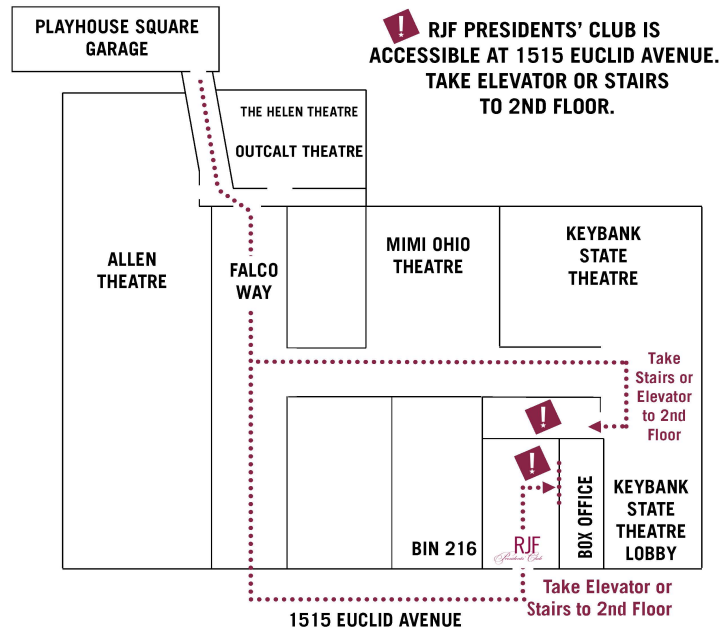 PLAYHOUSE SQUARE
GARAGE
! RJF PRESIDENTS' CLUB IS
ACCESSIBLE AT 1515 EUCLID AVENUE.
TAKE ELEVATOR OR STAIRS
TO 2ND FLOOR.
THE HELEN THEATRE
OUTCALT THEATRE
ALLEN
THEATRE
FALCO
WAY
MIMI OHIO
THEATRE
KEYBANK
STATE
THEATRE
Take
Stairs or
Elevator
to 2nd
Floor
!
!
BIN 216
RJF
Presidents' Club
BOX OFFICE
KEYBANK
STATE
THEATRE
LOBBY
Take Elevator or
Stairs to 2nd Floor
1515 EUCLID AVENUE